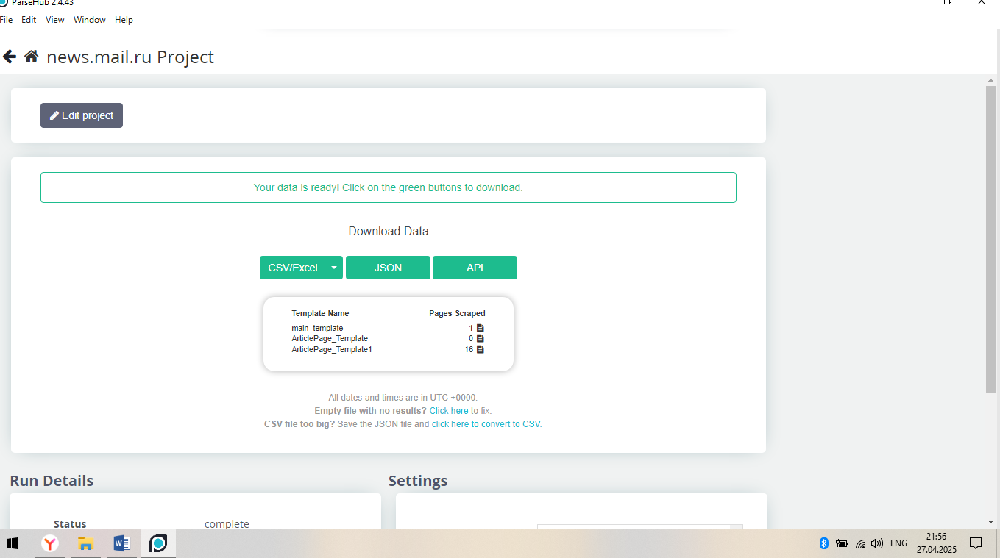 ParseHub 2.4.43
File Edit View Window Help
news.mail.ru Project
Edit project
Your data is ready! Click on the green buttons to download.
Download Data
CSV/Excel JSON API
Template Name Pages Scraped
main_template 1
ArticlePage_Template 0
ArticlePage_Template1 16
All dates and times are in UTC +0000.
Empty file with no results? Click here to fix.
CSV file too big? Save the JSON file and click here to convert to CSV.
Run Details Settings
Status complete
ENG 21:56
27.04.2025